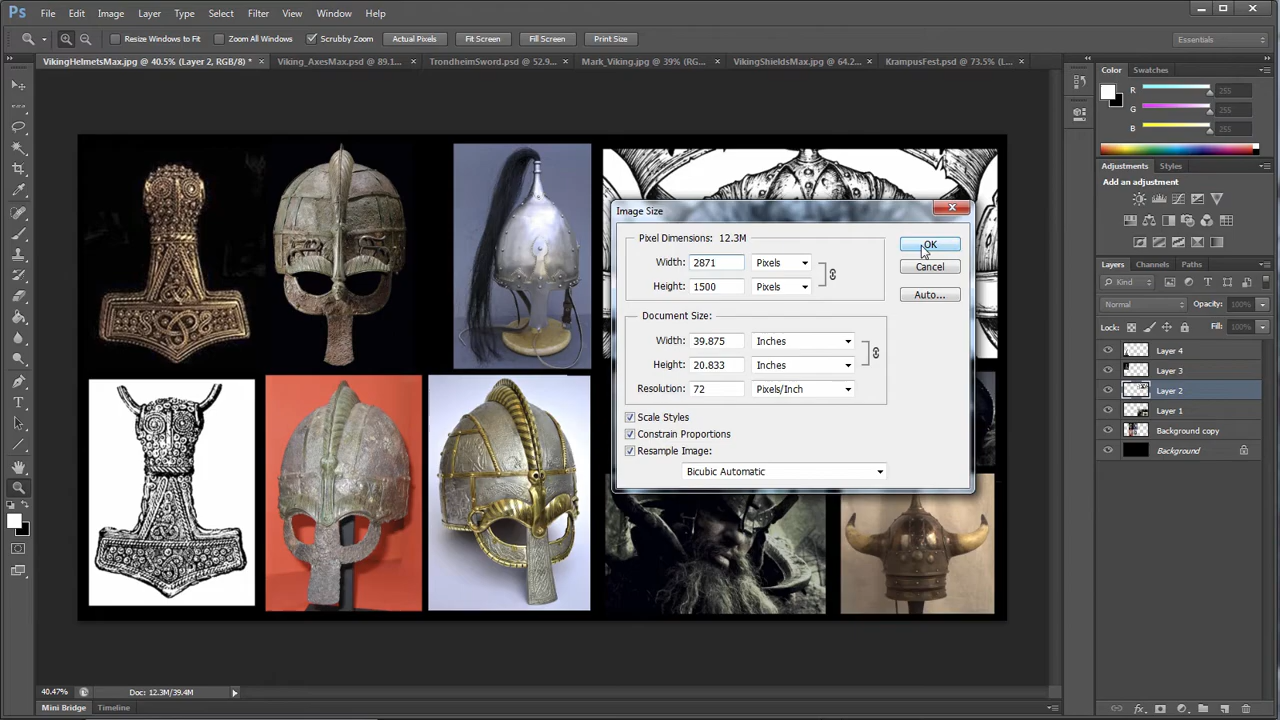 Ps File Edit Image Layer Type Select Filter View Window Help
Resize Windows to Fit Zoom All Windows Scrubby Zoom Actual Pixels Fit Screen Fill Screen Print Size Essentials
VikingHelmetsMax.jpg @ 40.5% (Layer 2, RGB/8) * × Viking_AxesMax.psd @ 89.1... × TrondheimSword.psd @ 52.9... × Mark_Viking.jpg @ 39% (RG... × VikingShieldsMax.jpg @ 64.2... × KrampusFest.psd @ 73.5% (L... ×
Color Swatches
R 255
G 255
B 255
Adjustments Styles
Add an adjustment
Layers Channels Paths
Kind
Normal Opacity: 100%
Lock: Fill: 100%
Layer 4
Layer 3
Layer 2
Layer 1
Background copy
Background
Image Size
Pixel Dimensions: 12.3M
Width: 2871 Pixels
Height: 1500 Pixels
OK
Cancel
Auto...
Document Size:
Width: 39.875 Inches
Height: 20.833 Inches
Resolution: 72 Pixels/Inch
Scale Styles
Constrain Proportions
Resample Image:
Bicubic Automatic
40.47% Doc: 12.3M/39.4M
Mini Bridge Timeline